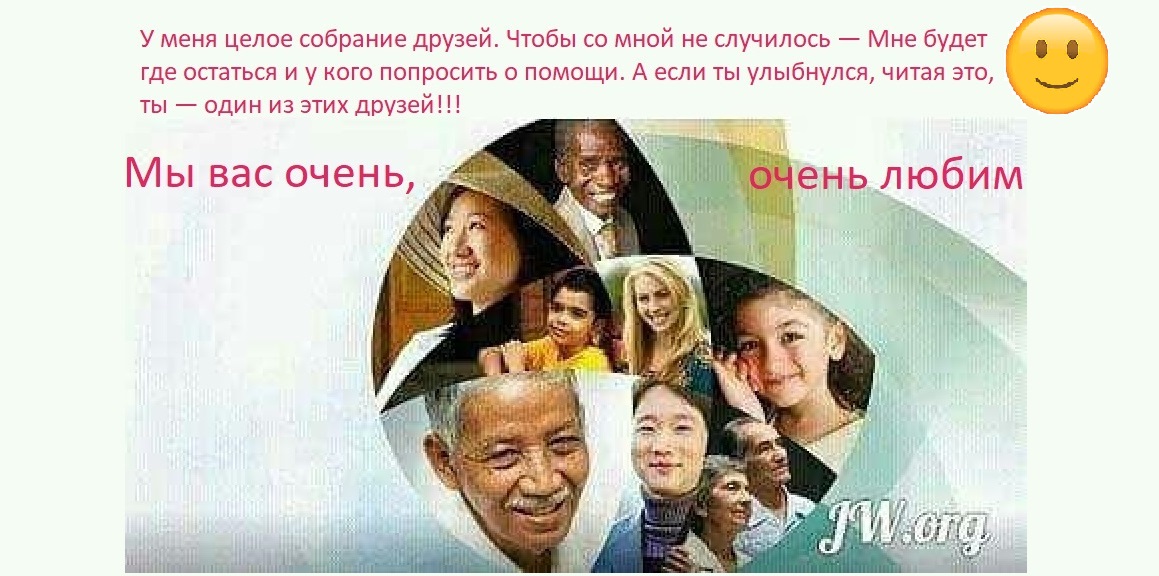 У меня целое собрание друзей. Чтобы со мной не случилось — Мне будет
где остаться и у кого попросить о помощи. А если ты улыбнулся, читая это,
ты — один из этих друзей!!!
Мы вас очень, очень любим
JW.org